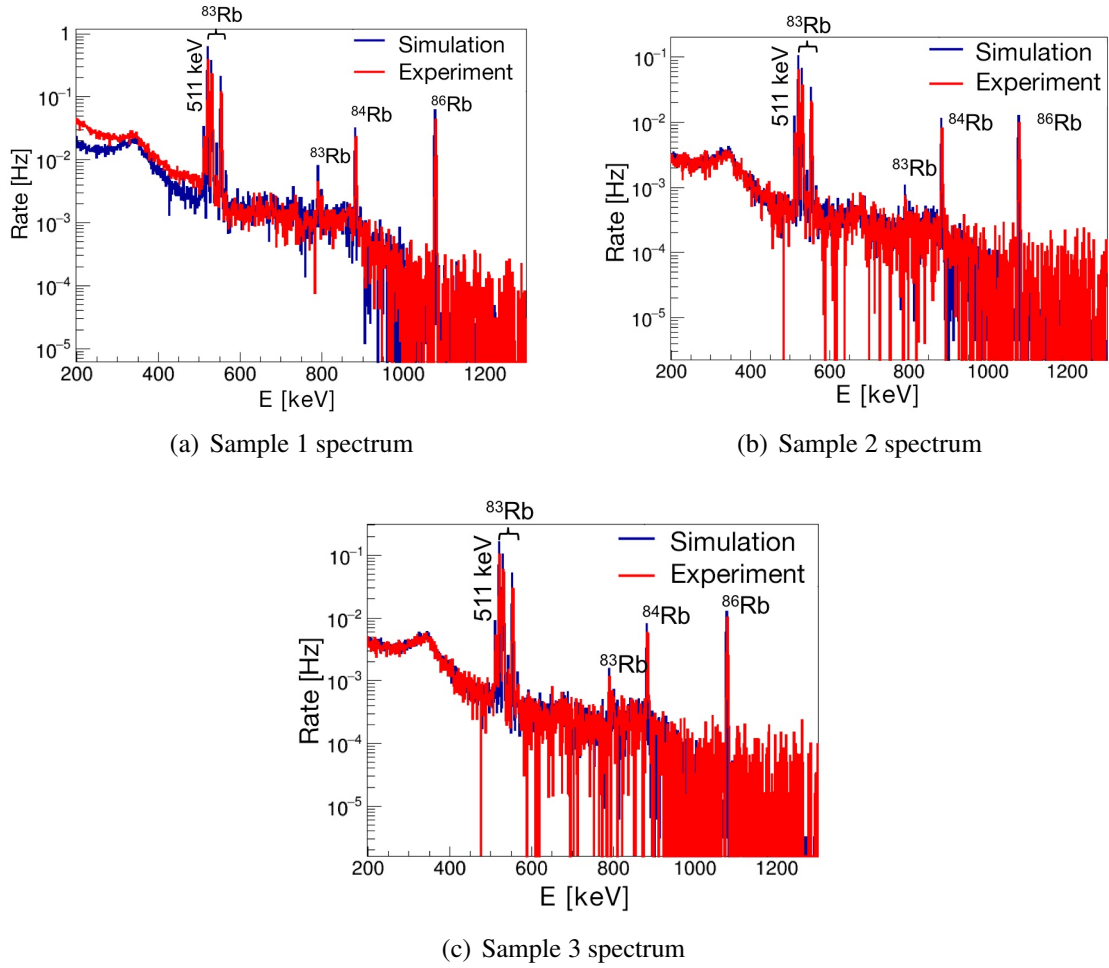 ⁸³Rb
1
10⁻¹
10⁻²
10⁻³
10⁻⁴
10⁻⁵
Rate [Hz]
511 keV
Simulation
Experiment
⁸³Rb
⁸⁴Rb
⁸⁶Rb
200 400 600 800 1000 1200
E [keV]
(a) Sample 1 spectrum
⁸³Rb
10⁻¹
10⁻²
10⁻³
10⁻⁴
10⁻⁵
Rate [Hz]
511 keV
Simulation
Experiment
⁸³Rb
⁸⁴Rb
⁸⁶Rb
200 400 600 800 1000 1200
E [keV]
(b) Sample 2 spectrum
⁸³Rb
10⁻¹
10⁻²
10⁻³
10⁻⁴
10⁻⁵
Rate [Hz]
511 keV
Simulation
Experiment
⁸³Rb
⁸⁴Rb
⁸⁶Rb
200 400 600 800 1000 1200
E [keV]
(c) Sample 3 spectrum